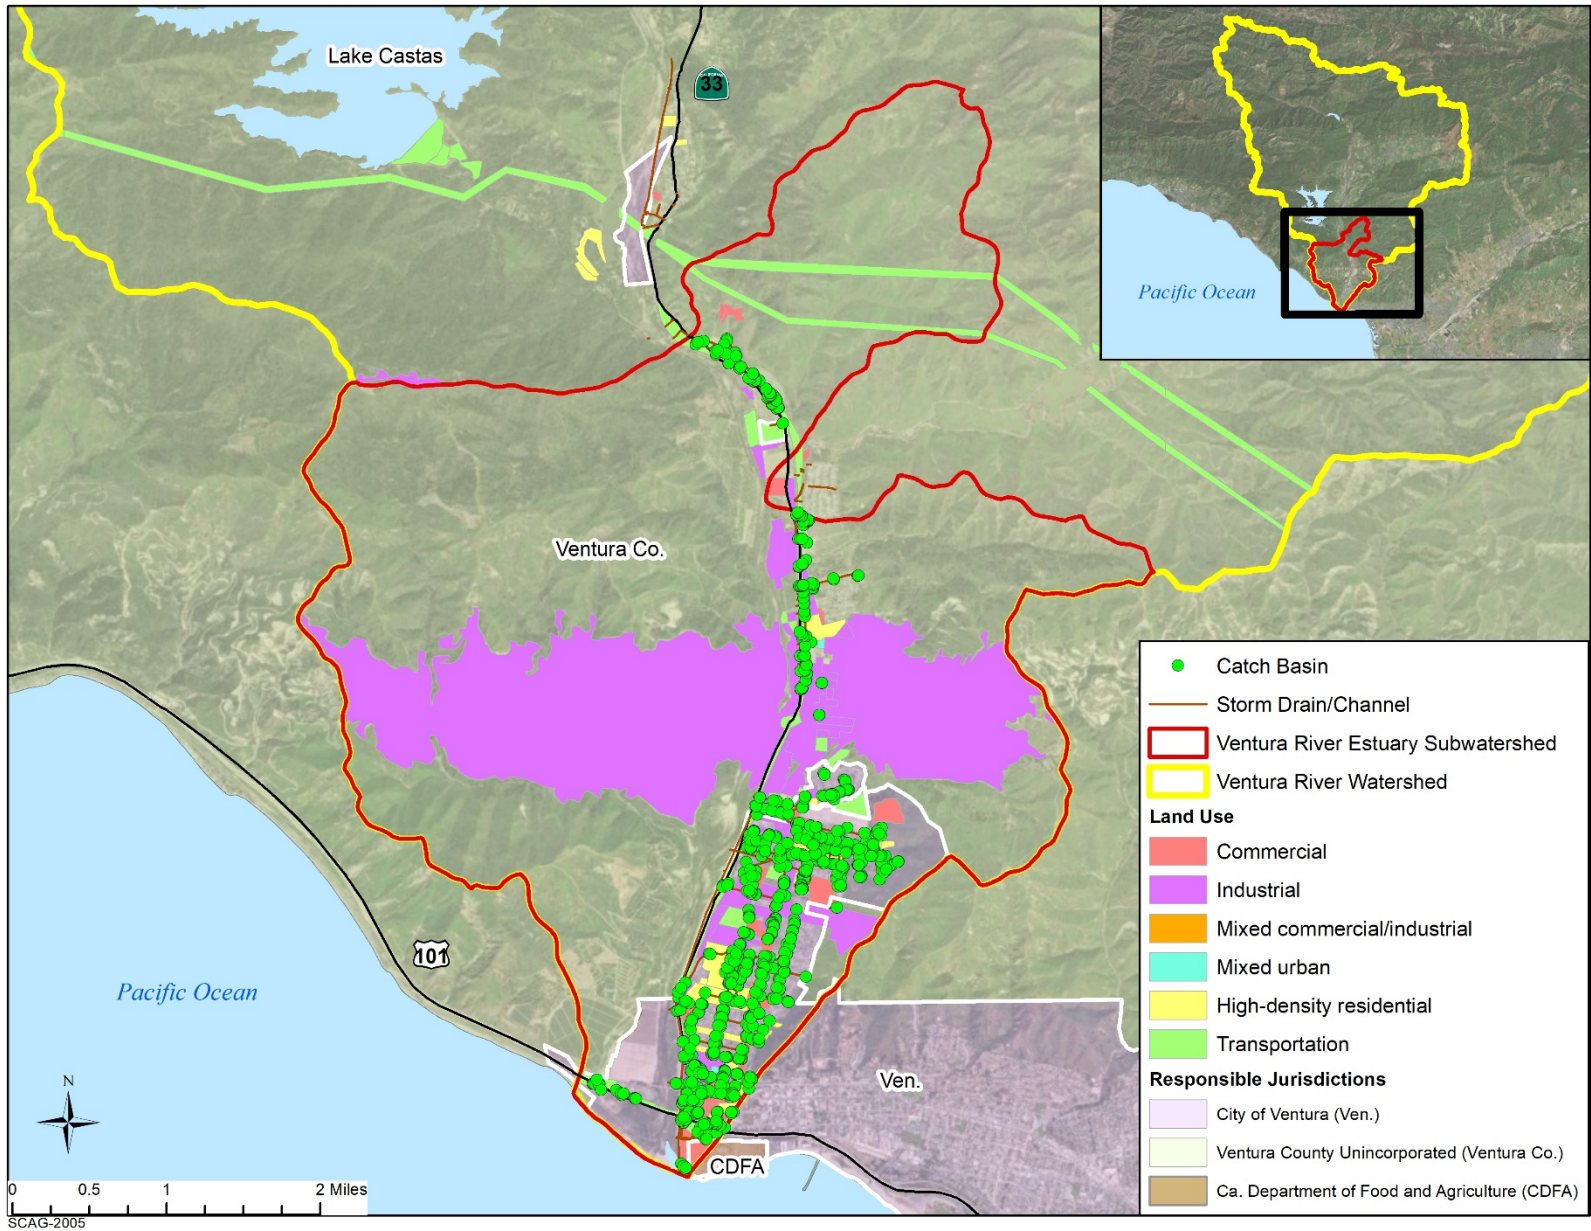 Lake Castas
33
Pacific Ocean
Ventura Co.
101
Pacific Ocean
Ven.
CDFA
N
0 0.5 1 2 Miles
SCAG-2005
Catch Basin
Storm Drain/Channel
Ventura River Estuary Subwatershed
Ventura River Watershed
Land Use
Commercial
Industrial
Mixed commercial/industrial
Mixed urban
High-density residential
Transportation
Responsible Jurisdictions
City of Ventura (Ven.)
Ventura County Unincorporated (Ventura Co.)
Ca. Department of Food and Agriculture (CDFA)